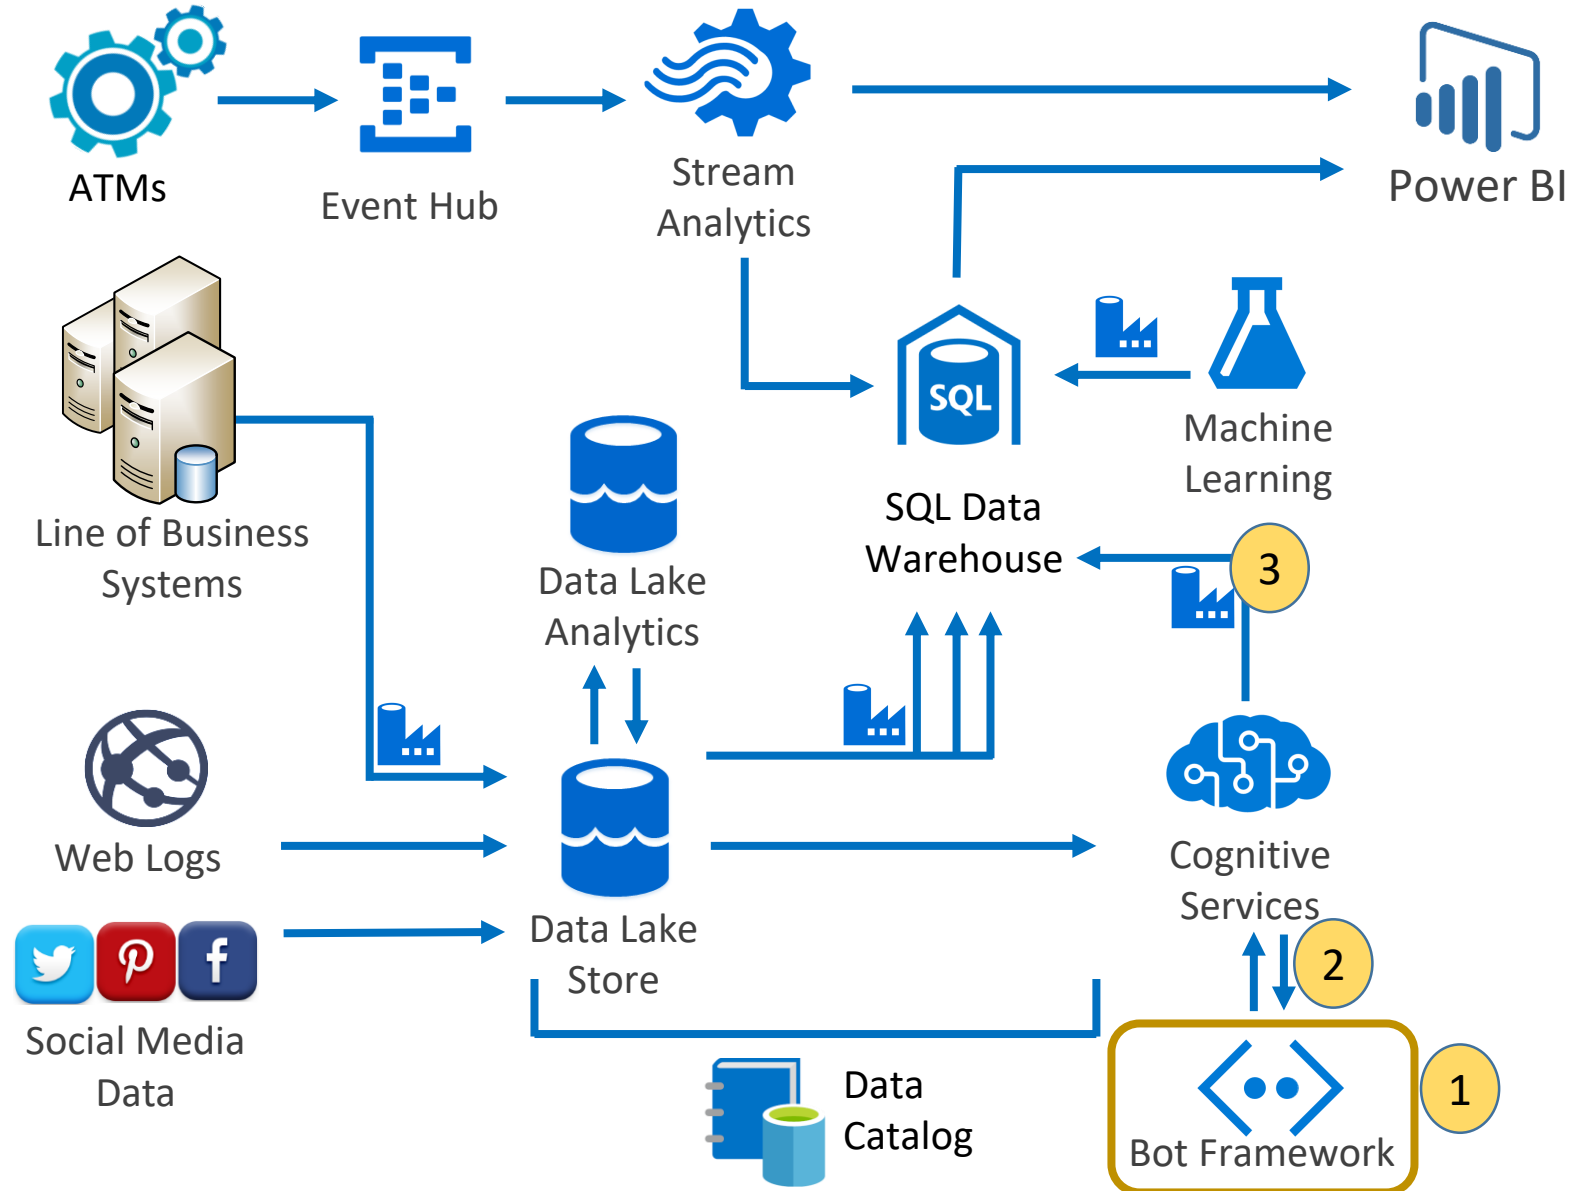 ATMs
Event Hub
Stream
Analytics
Power BI
Line of Business
Systems
SQL
SQL Data
Warehouse
Machine
Learning
3
Data Lake
Analytics
Web Logs
Data Lake
Store
Cognitive
Services
2
Social Media
Data
Data
Catalog
Bot Framework
1